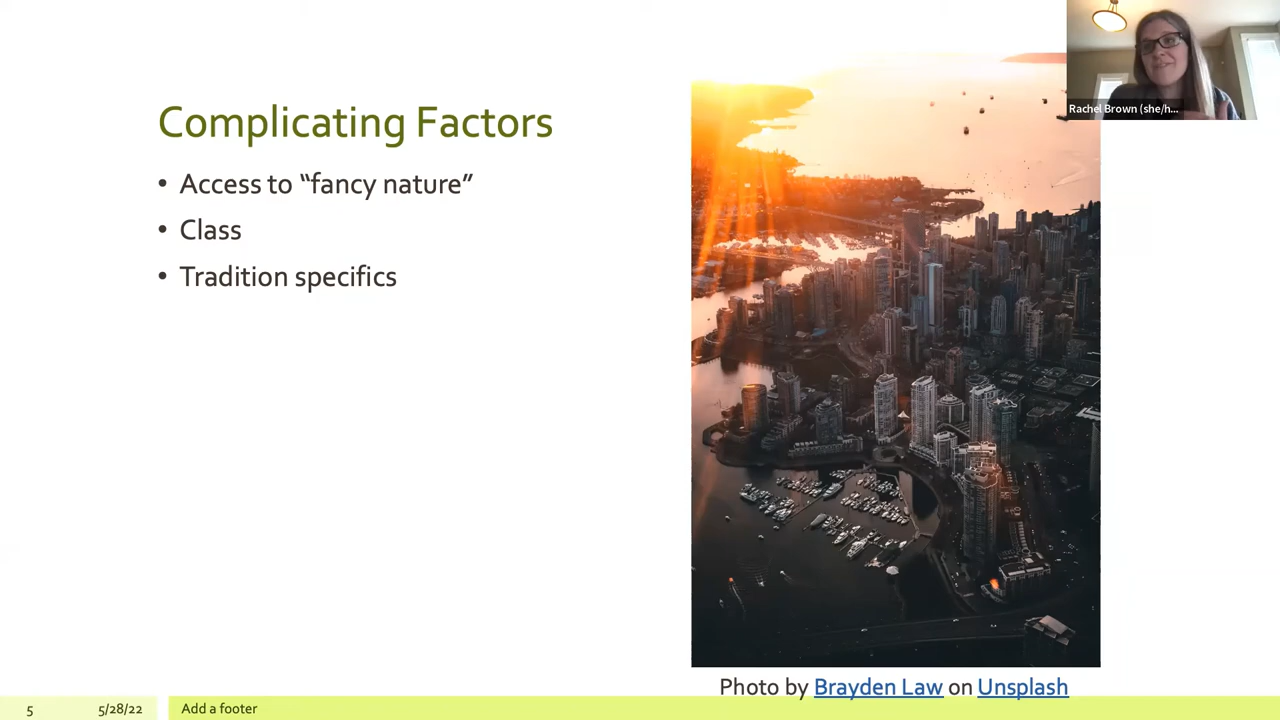 Complicating Factors
• Access to “fancy nature”
• Class
• Tradition specifics
Rachel Brown (she/h...
Photo by Brayden Law on Unsplash
5 5/28/22 Add a footer